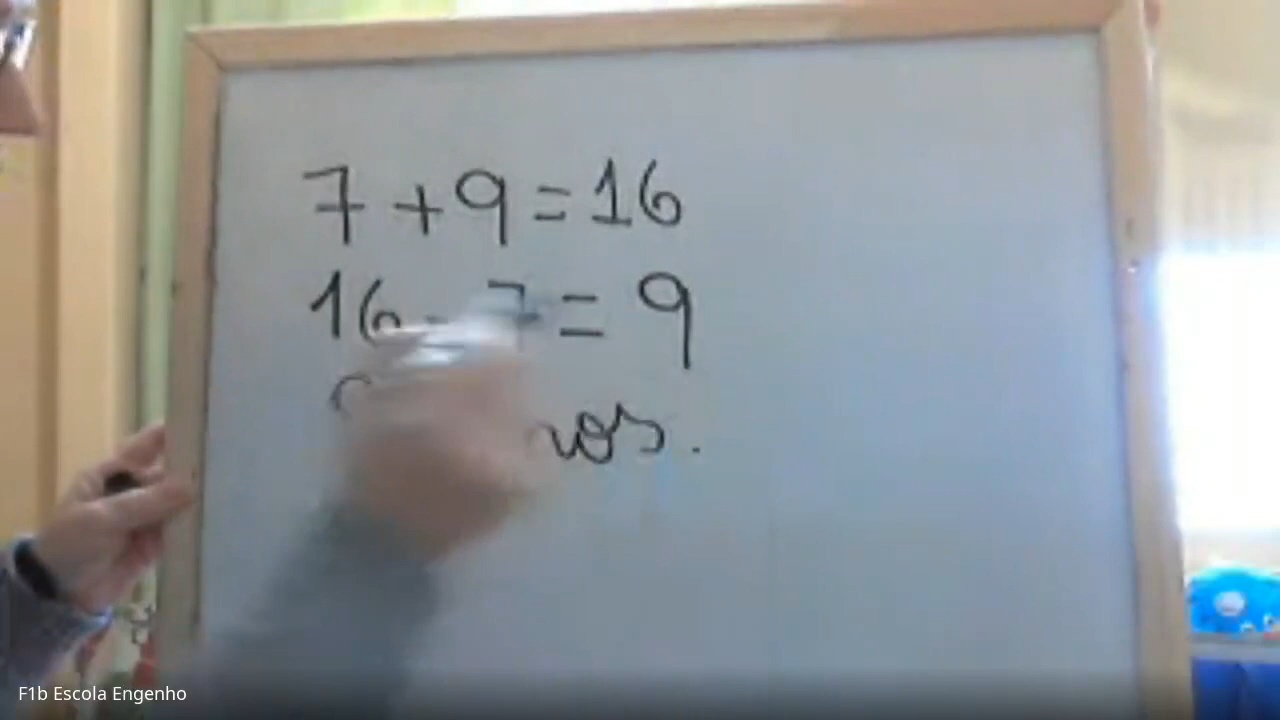 7 + 9 = 16
16 - 7 = 9
F1b Escola Engenho